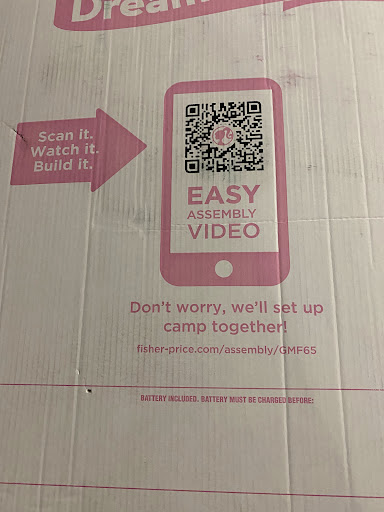 Dream
Scan it.
Watch it.
Build it.
EASY
ASSEMBLY
VIDEO
Don't worry, we'll set up
camp together!
fisher-price.com/assembly/GMF65
BATTERY INCLUDED. BATTERY MUST BE CHARGED BEFORE: